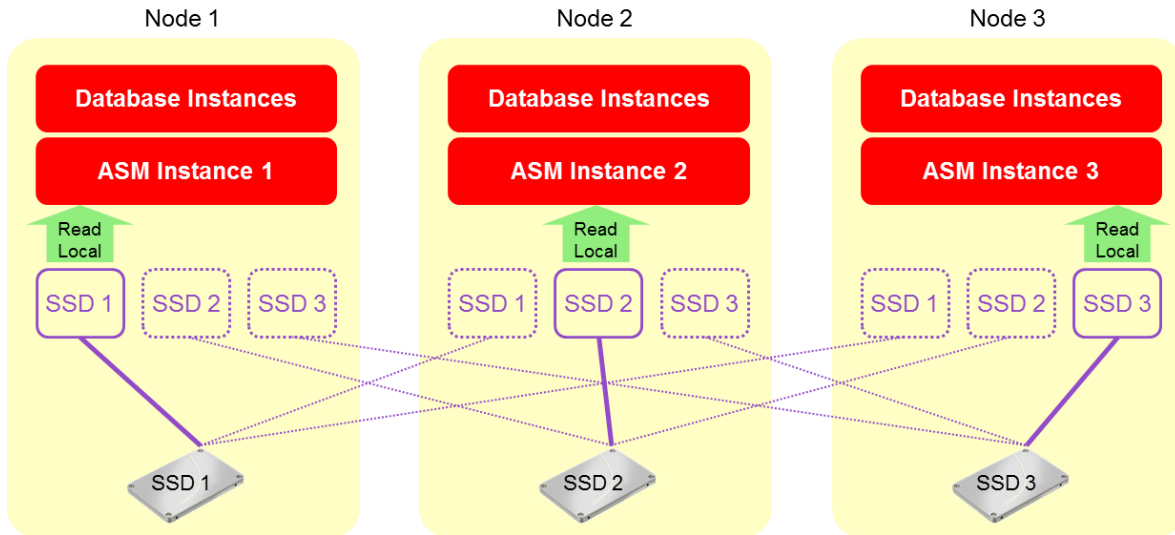 Node 1
Node 2
Node 3
Database Instances
Database Instances
Database Instances
ASM Instance 1
ASM Instance 2
ASM Instance 3
Read
Local
Read
Local
Read
Local
SSD 1
SSD 2
SSD 3
SSD 1
SSD 2
SSD 3
SSD 1
SSD 2
SSD 3
SSD 1
SSD 2
SSD 3